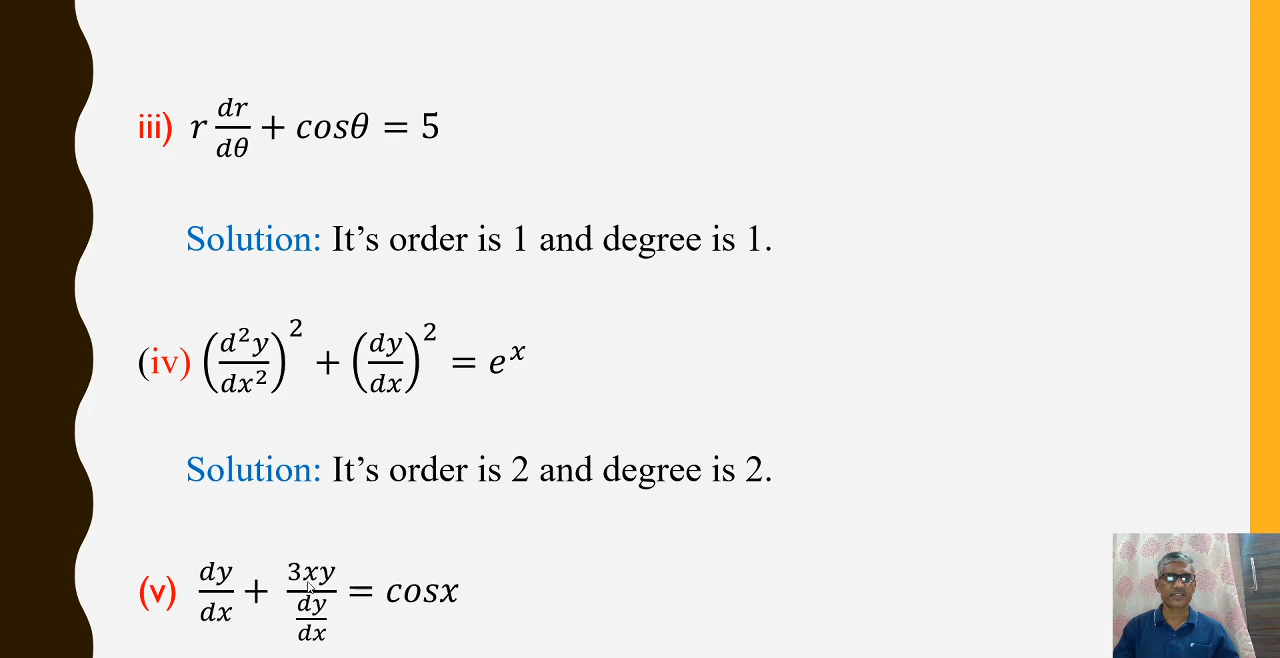 iii) r dr/dθ + cosθ = 5
Solution: It’s order is 1 and degree is 1.
(iv) (d²y/dx²)² + (dy/dx)² = eˣ
Solution: It’s order is 2 and degree is 2.
(v) dy/dx + 3xy/(dy/dx) = cosx